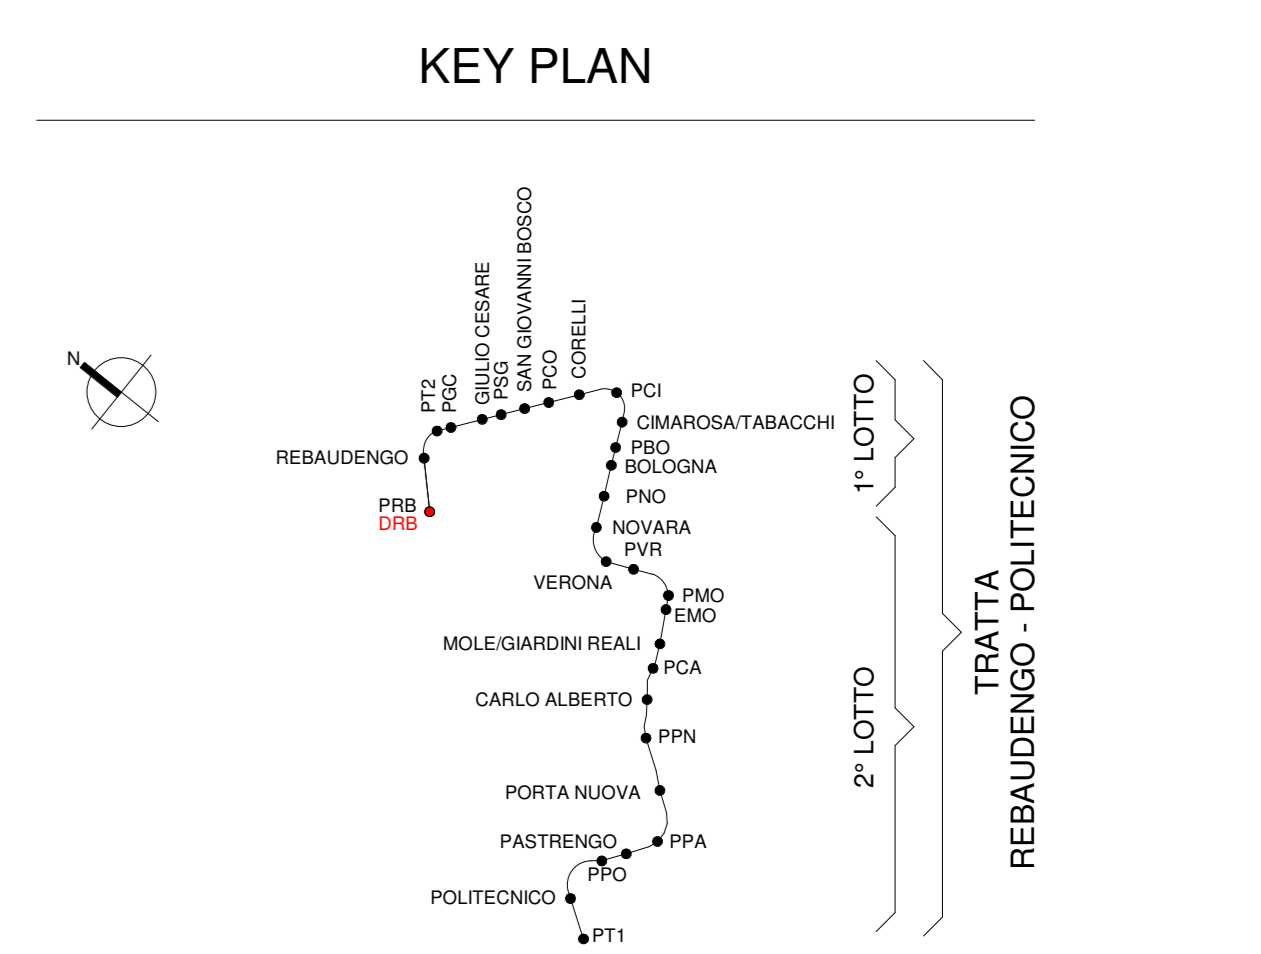 KEY PLAN
N
PT2
PGC
GIULIO CESARE
PSG
SAN GIOVANNI BOSCO
PCO
CORELLI
PCI
CIMAROSA/TABACCHI
PBO
BOLOGNA
REBAUDENGO
PRB
DRB
PNO
NOVARA
PVR
VERONA
PMO
EMO
MOLE/GIARDINI REALI
PCA
CARLO ALBERTO
PPN
PORTA NUOVA
PASTRENGO
PPA
PPO
POLITECNICO
PT1
1° LOTTO
2° LOTTO
TRATTA
REBAUDENGO - POLITECNICO